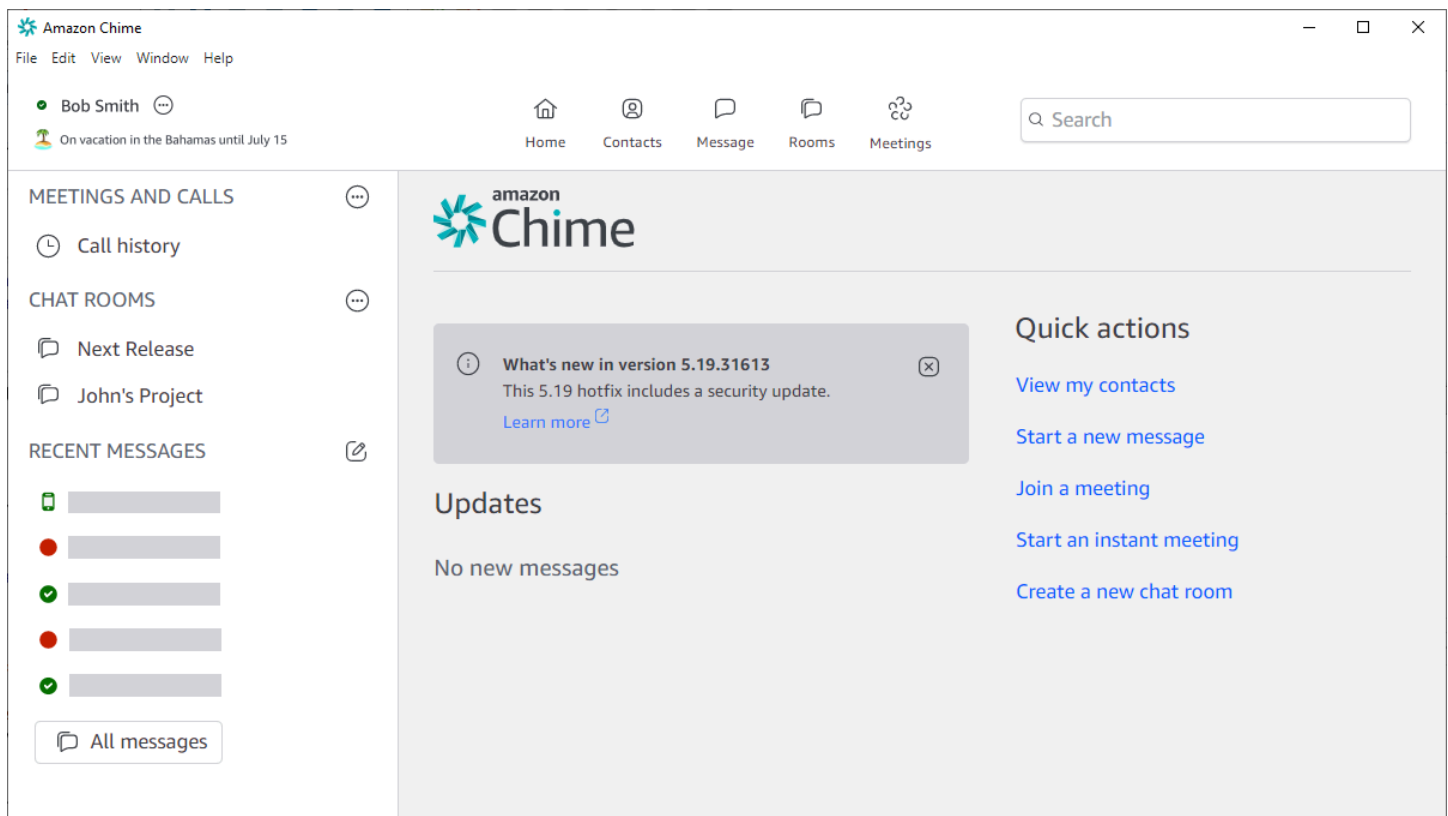 Amazon Chime
File Edit View Window Help
Bob Smith
On vacation in the Bahamas until July 15
Home Contacts Message Rooms Meetings
Search
MEETINGS AND CALLS
Call history
CHAT ROOMS
Next Release
John's Project
RECENT MESSAGES
All messages
amazon
Chime
What's new in version 5.19.31613
This 5.19 hotfix includes a security update.
Learn more
Updates
No new messages
Quick actions
View my contacts
Start a new message
Join a meeting
Start an instant meeting
Create a new chat room